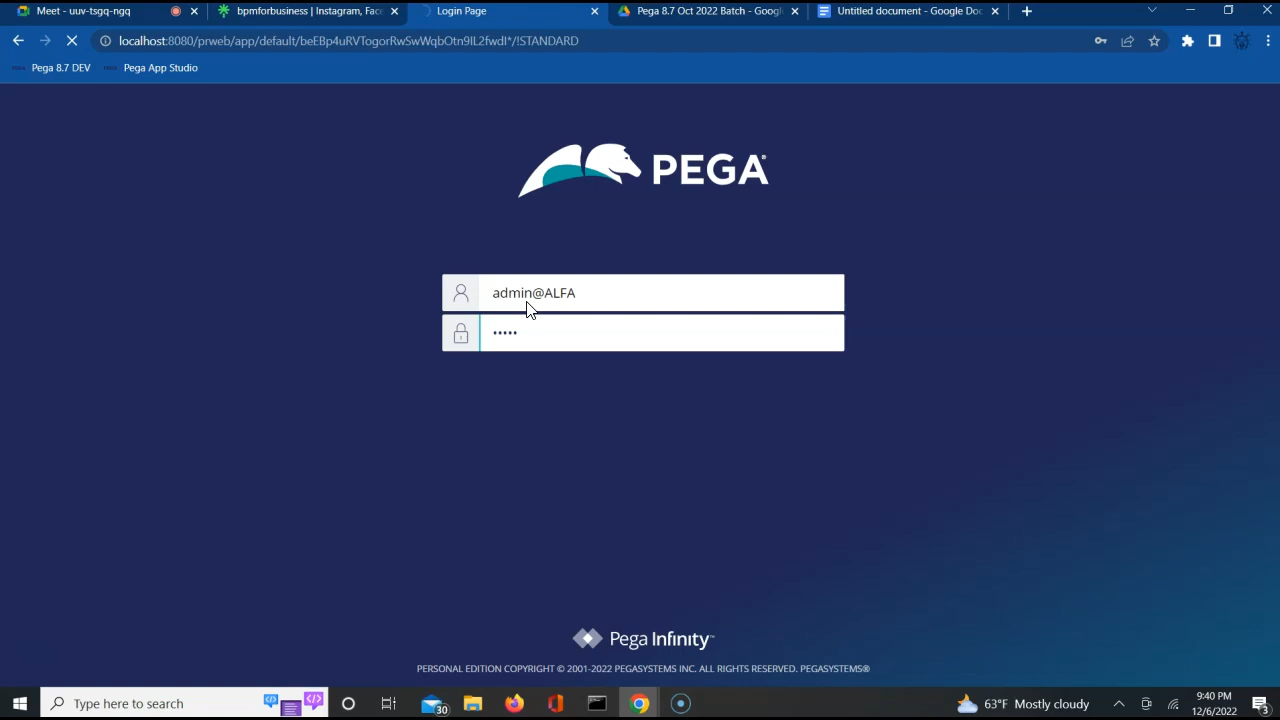 Meet - uuv-tsgq-ngq
bpmforbusiness | Instagram, Face
Login Page
Pega 8.7 Oct 2022 Batch - Googl
Untitled document - Google Doc
localhost:8080/prweb/app/default/beEBp4uRVTogorRwSwWqbOtn9IL2fwdI*/!STANDARD
Pega 8.7 DEV
Pega App Studio
PEGA
admin@ALFA
•••••
Pega Infinity™
PERSONAL EDITION COPYRIGHT © 2001-2022 PEGASYSTEMS INC. ALL RIGHTS RESERVED. PEGASYSTEMS®
Type here to search
30
63°F Mostly cloudy
9:40 PM
12/6/2022
3